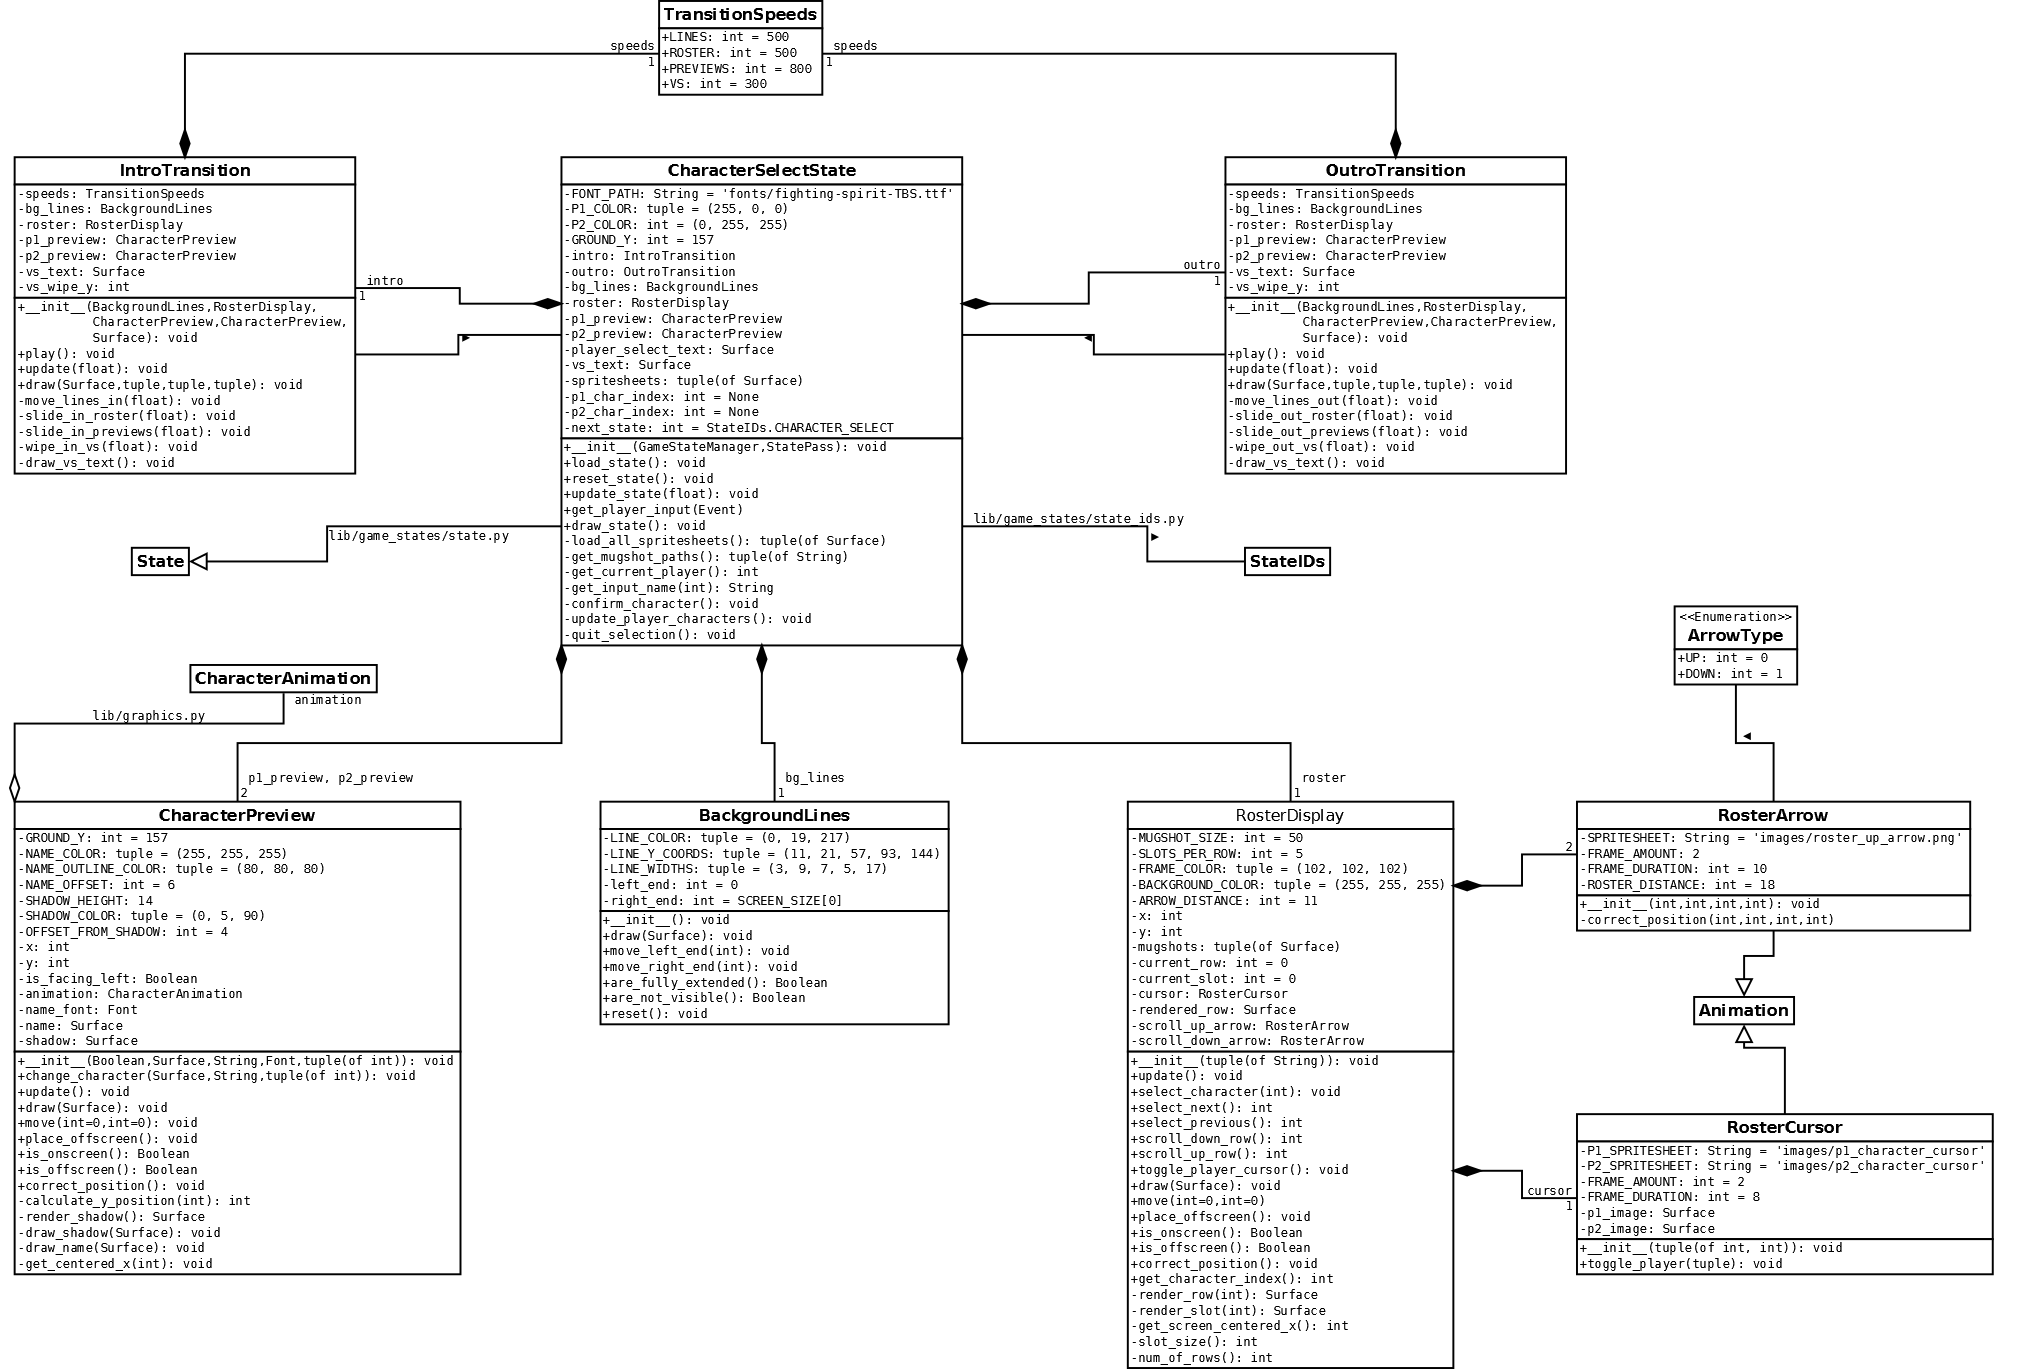 TransitionSpeeds
+LINES: int = 500
+ROSTER: int = 500
+PREVIEWS: int = 800
+VS: int = 300
speeds
1
speeds
1
IntroTransition
-speeds: TransitionSpeeds
-bg_lines: BackgroundLines
-roster: RosterDisplay
-p1_preview: CharacterPreview
-p2_preview: CharacterPreview
-vs_text: Surface
-vs_wipe_y: int
+__init__(BackgroundLines,RosterDisplay,
CharacterPreview,CharacterPreview,
Surface): void
+play(): void
+update(float): void
+draw(Surface,tuple,tuple,tuple): void
-move_lines_in(float): void
-slide_in_roster(float): void
-slide_in_previews(float): void
-wipe_in_vs(float): void
-draw_vs_text(): void
intro
1
CharacterSelectState
-FONT_PATH: String = 'fonts/fighting-spirit-TBS.ttf'
-P1_COLOR: tuple = (255, 0, 0)
-P2_COLOR: int = (0, 255, 255)
-GROUND_Y: int = 157
-intro: IntroTransition
-outro: OutroTransition
-bg_lines: BackgroundLines
-roster: RosterDisplay
-p1_preview: CharacterPreview
-p2_preview: CharacterPreview
-player_select_text: Surface
-vs_text: Surface
-spritesheets: tuple(of Surface)
-p1_char_index: int = None
-p2_char_index: int = None
-next_state: int = StateIDs.CHARACTER_SELECT
+__init__(GameStateManager,StatePass): void
+load_state(): void
+reset_state(): void
+update_state(float): void
+get_player_input(Event)
+draw_state(): void
-load_all_spritesheets(): tuple(of Surface)
-get_mugshot_paths(): tuple(of String)
-get_current_player(): int
-get_input_name(int): String
-confirm_character(): void
-update_player_characters(): void
-quit_selection(): void
outro
1
OutroTransition
-speeds: TransitionSpeeds
-bg_lines: BackgroundLines
-roster: RosterDisplay
-p1_preview: CharacterPreview
-p2_preview: CharacterPreview
-vs_text: Surface
-vs_wipe_y: int
+__init__(BackgroundLines,RosterDisplay,
CharacterPreview,CharacterPreview,
Surface): void
+play(): void
+update(float): void
+draw(Surface,tuple,tuple,tuple): void
-move_lines_out(float): void
-slide_out_roster(float): void
-slide_out_previews(float): void
-wipe_out_vs(float): void
-draw_vs_text(): void
lib/game_states/state.py
State
lib/game_states/state_ids.py
StateIDs
<<Enumeration>>
ArrowType
+UP: int = 0
+DOWN: int = 1
CharacterAnimation
animation
lib/graphics.py
p1_preview, p2_preview
2
bg_lines
1
roster
1
CharacterPreview
-GROUND_Y: int = 157
-NAME_COLOR: tuple = (255, 255, 255)
-NAME_OUTLINE_COLOR: tuple = (80, 80, 80)
-NAME_OFFSET: int = 6
-SHADOW_HEIGHT: 14
-SHADOW_COLOR: tuple = (0, 5, 90)
-OFFSET_FROM_SHADOW: int = 4
-x: int
-y: int
-is_facing_left: Boolean
-animation: CharacterAnimation
-name_font: Font
-name: Surface
-shadow: Surface
+__init__(Boolean,Surface,String,Font,tuple(of int)): void
+change_character(Surface,String,tuple(of int)): void
+update(): void
+draw(Surface): void
+move(int=0,int=0): void
+place_offscreen(): void
+is_onscreen(): Boolean
+is_offscreen(): Boolean
+correct_position(): void
-calculate_y_position(int): int
-render_shadow(): Surface
-draw_shadow(Surface): void
-draw_name(Surface): void
-get_centered_x(int): void
BackgroundLines
-LINE_COLOR: tuple = (0, 19, 217)
-LINE_Y_COORDS: tuple = (11, 21, 57, 93, 144)
-LINE_WIDTHS: tuple = (3, 9, 7, 5, 17)
-left_end: int = 0
-right_end: int = SCREEN_SIZE[0]
+__init__(): void
+draw(Surface): void
+move_left_end(int): void
+move_right_end(int): void
+are_fully_extended(): Boolean
+are_not_visible(): Boolean
+reset(): void
RosterDisplay
-MUGSHOT_SIZE: int = 50
-SLOTS_PER_ROW: int = 5
-FRAME_COLOR: tuple = (102, 102, 102)
-BACKGROUND_COLOR: tuple = (255, 255, 255)
-ARROW_DISTANCE: int = 11
-x: int
-y: int
-mugshots: tuple(of Surface)
-current_row: int = 0
-current_slot: int = 0
-cursor: RosterCursor
-rendered_row: Surface
-scroll_up_arrow: RosterArrow
-scroll_down_arrow: RosterArrow
+__init__(tuple(of String)): void
+update(): void
+select_character(int): void
+select_next(): int
+select_previous(): int
+scroll_down_row(): int
+scroll_up_row(): int
+toggle_player_cursor(): void
+draw(Surface): void
+move(int=0,int=0)
+place_offscreen(): void
+is_onscreen(): Boolean
+is_offscreen(): Boolean
+correct_position(): void
+get_character_index(): int
-render_row(int): Surface
-render_slot(int): Surface
-get_screen_centered_x(): int
-slot_size(): int
-num_of_rows(): int
2
RosterArrow
-SPRITESHEET: String = 'images/roster_up_arrow.png'
-FRAME_AMOUNT: 2
-FRAME_DURATION: int = 10
-ROSTER_DISTANCE: int = 18
+__init__(int,int,int,int): void
-correct_position(int,int,int,int)
Animation
cursor
1
RosterCursor
-P1_SPRITESHEET: String = 'images/p1_character_cursor'
-P2_SPRITESHEET: String = 'images/p2_character_cursor'
-FRAME_AMOUNT: int = 2
-FRAME_DURATION: int = 8
-p1_image: Surface
-p2_image: Surface
+__init__(tuple(of int, int)): void
+toggle_player(tuple): void